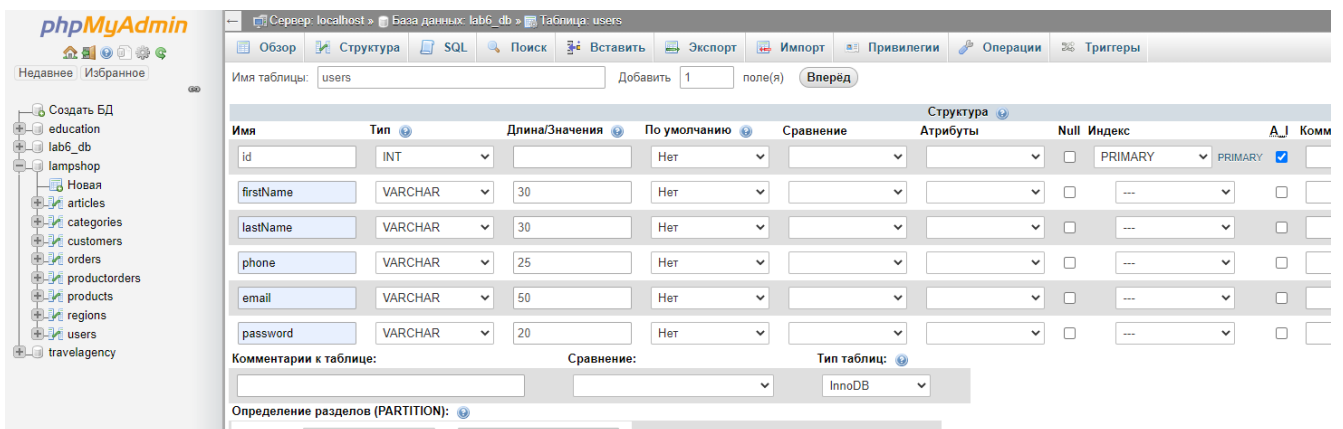 phpMyAdmin
Недавнее Избранное
Создать БД
education
lab6_db
lampshop
Новая
articles
categories
customers
orders
productorders
products
regions
users
travelagency
Сервер: localhost » База данных: lab6_db » Таблица: users
Обзор Структура SQL Поиск Вставить Экспорт Импорт Привилегии Операции Триггеры
Имя таблицы: users Добавить 1 поле(я) Вперёд
Структура
Имя Тип Длина/Значения По умолчанию Сравнение Атрибуты Null Индекс A_I Комм
id INT Нет PRIMARY PRIMARY
firstName VARCHAR 30 Нет ---
lastName VARCHAR 30 Нет ---
phone VARCHAR 25 Нет ---
email VARCHAR 50 Нет ---
password VARCHAR 20 Нет ---
Комментарии к таблице: Сравнение: Тип таблиц:
InnoDB
Определение разделов (PARTITION):